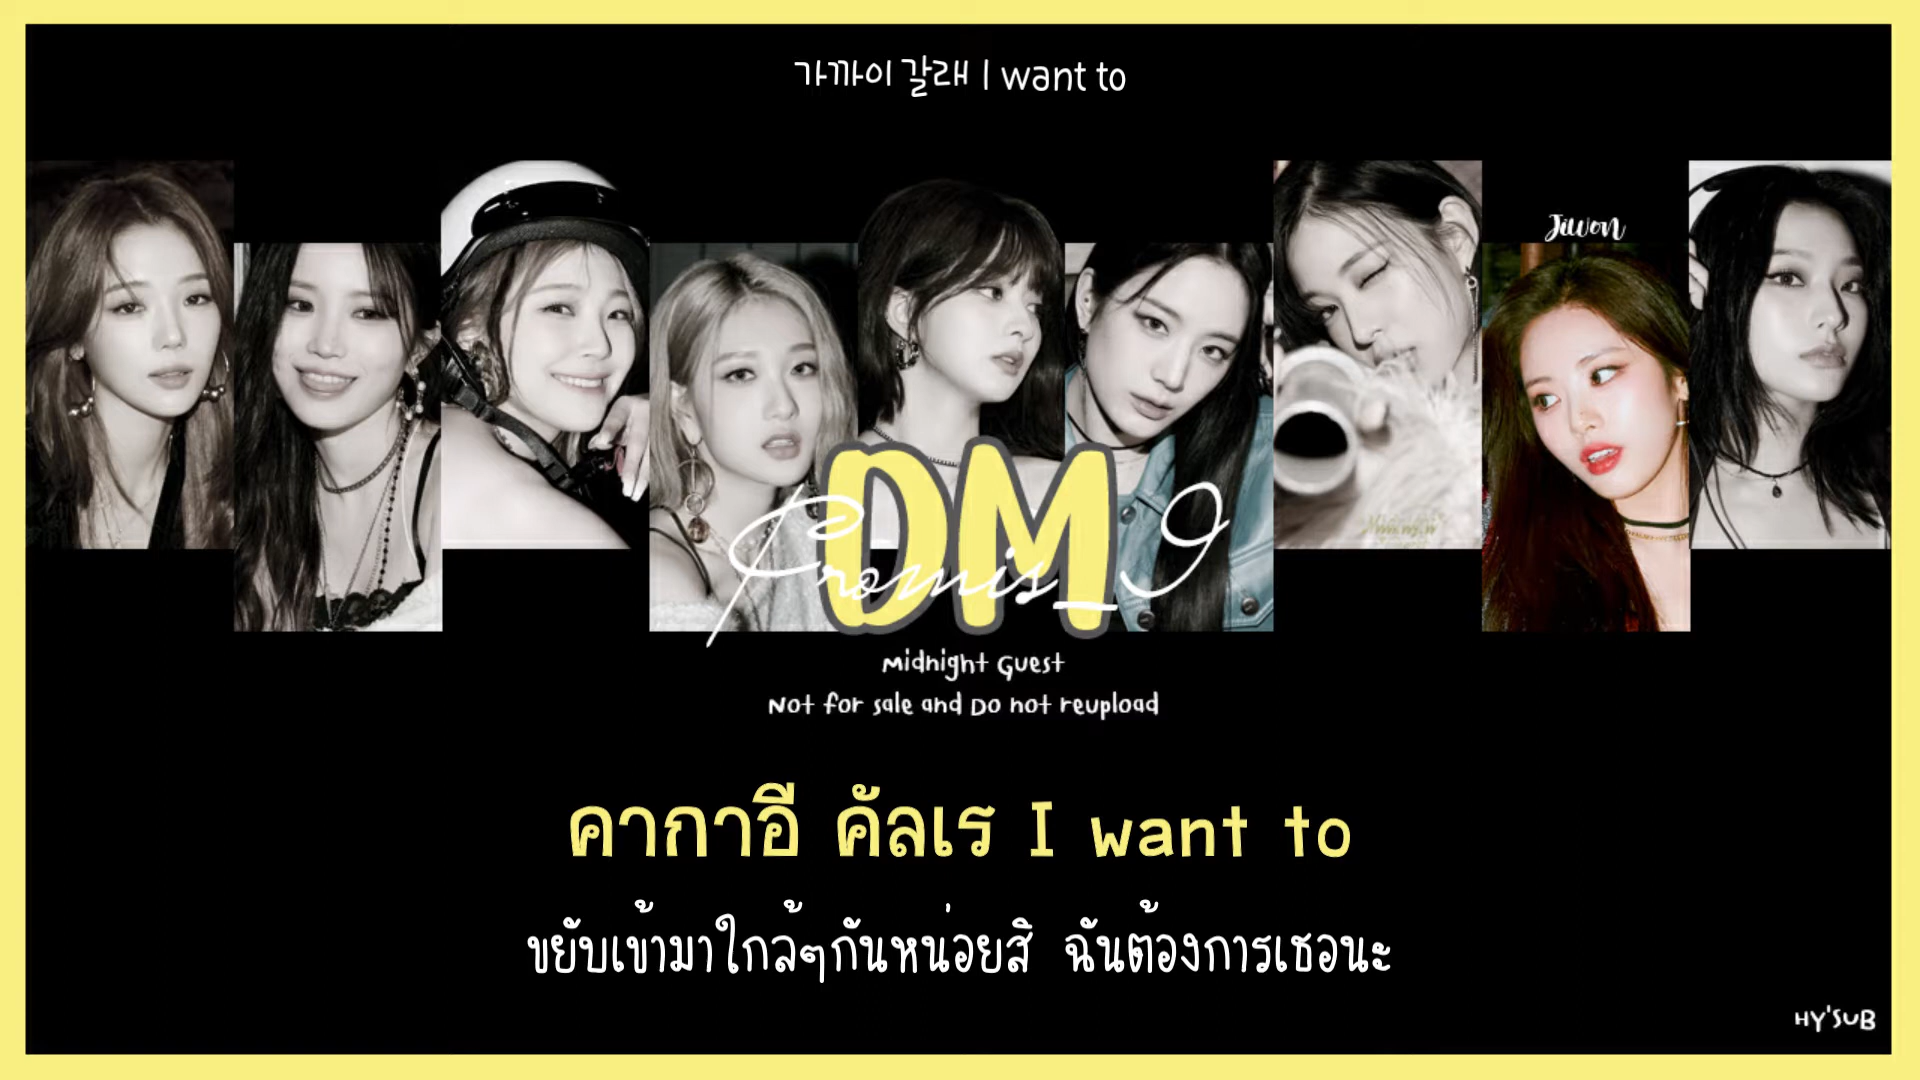 가까이 갈래 I want to
Jiwon
DM
fromis_9
Midnight Guest
Not for sale and Do not reupload
คากาอี คัลเร I want to
ขยับเข้ามาใกล้ๆกันหน่อยสิ ฉันต้องการเธอนะ
HY'SUB